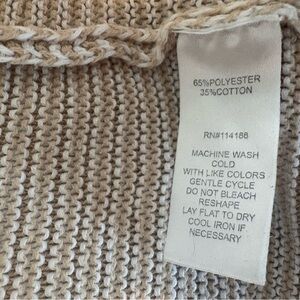 65%POLYESTER
35%COTTON
RN#114186
MACHINE WASH
COLD
WITH LIKE COLORS
GENTLE CYCLE
DO NOT BLEACH
RESHAPE
LAY FLAT TO DRY
COOL IRON IF
NECESSARY